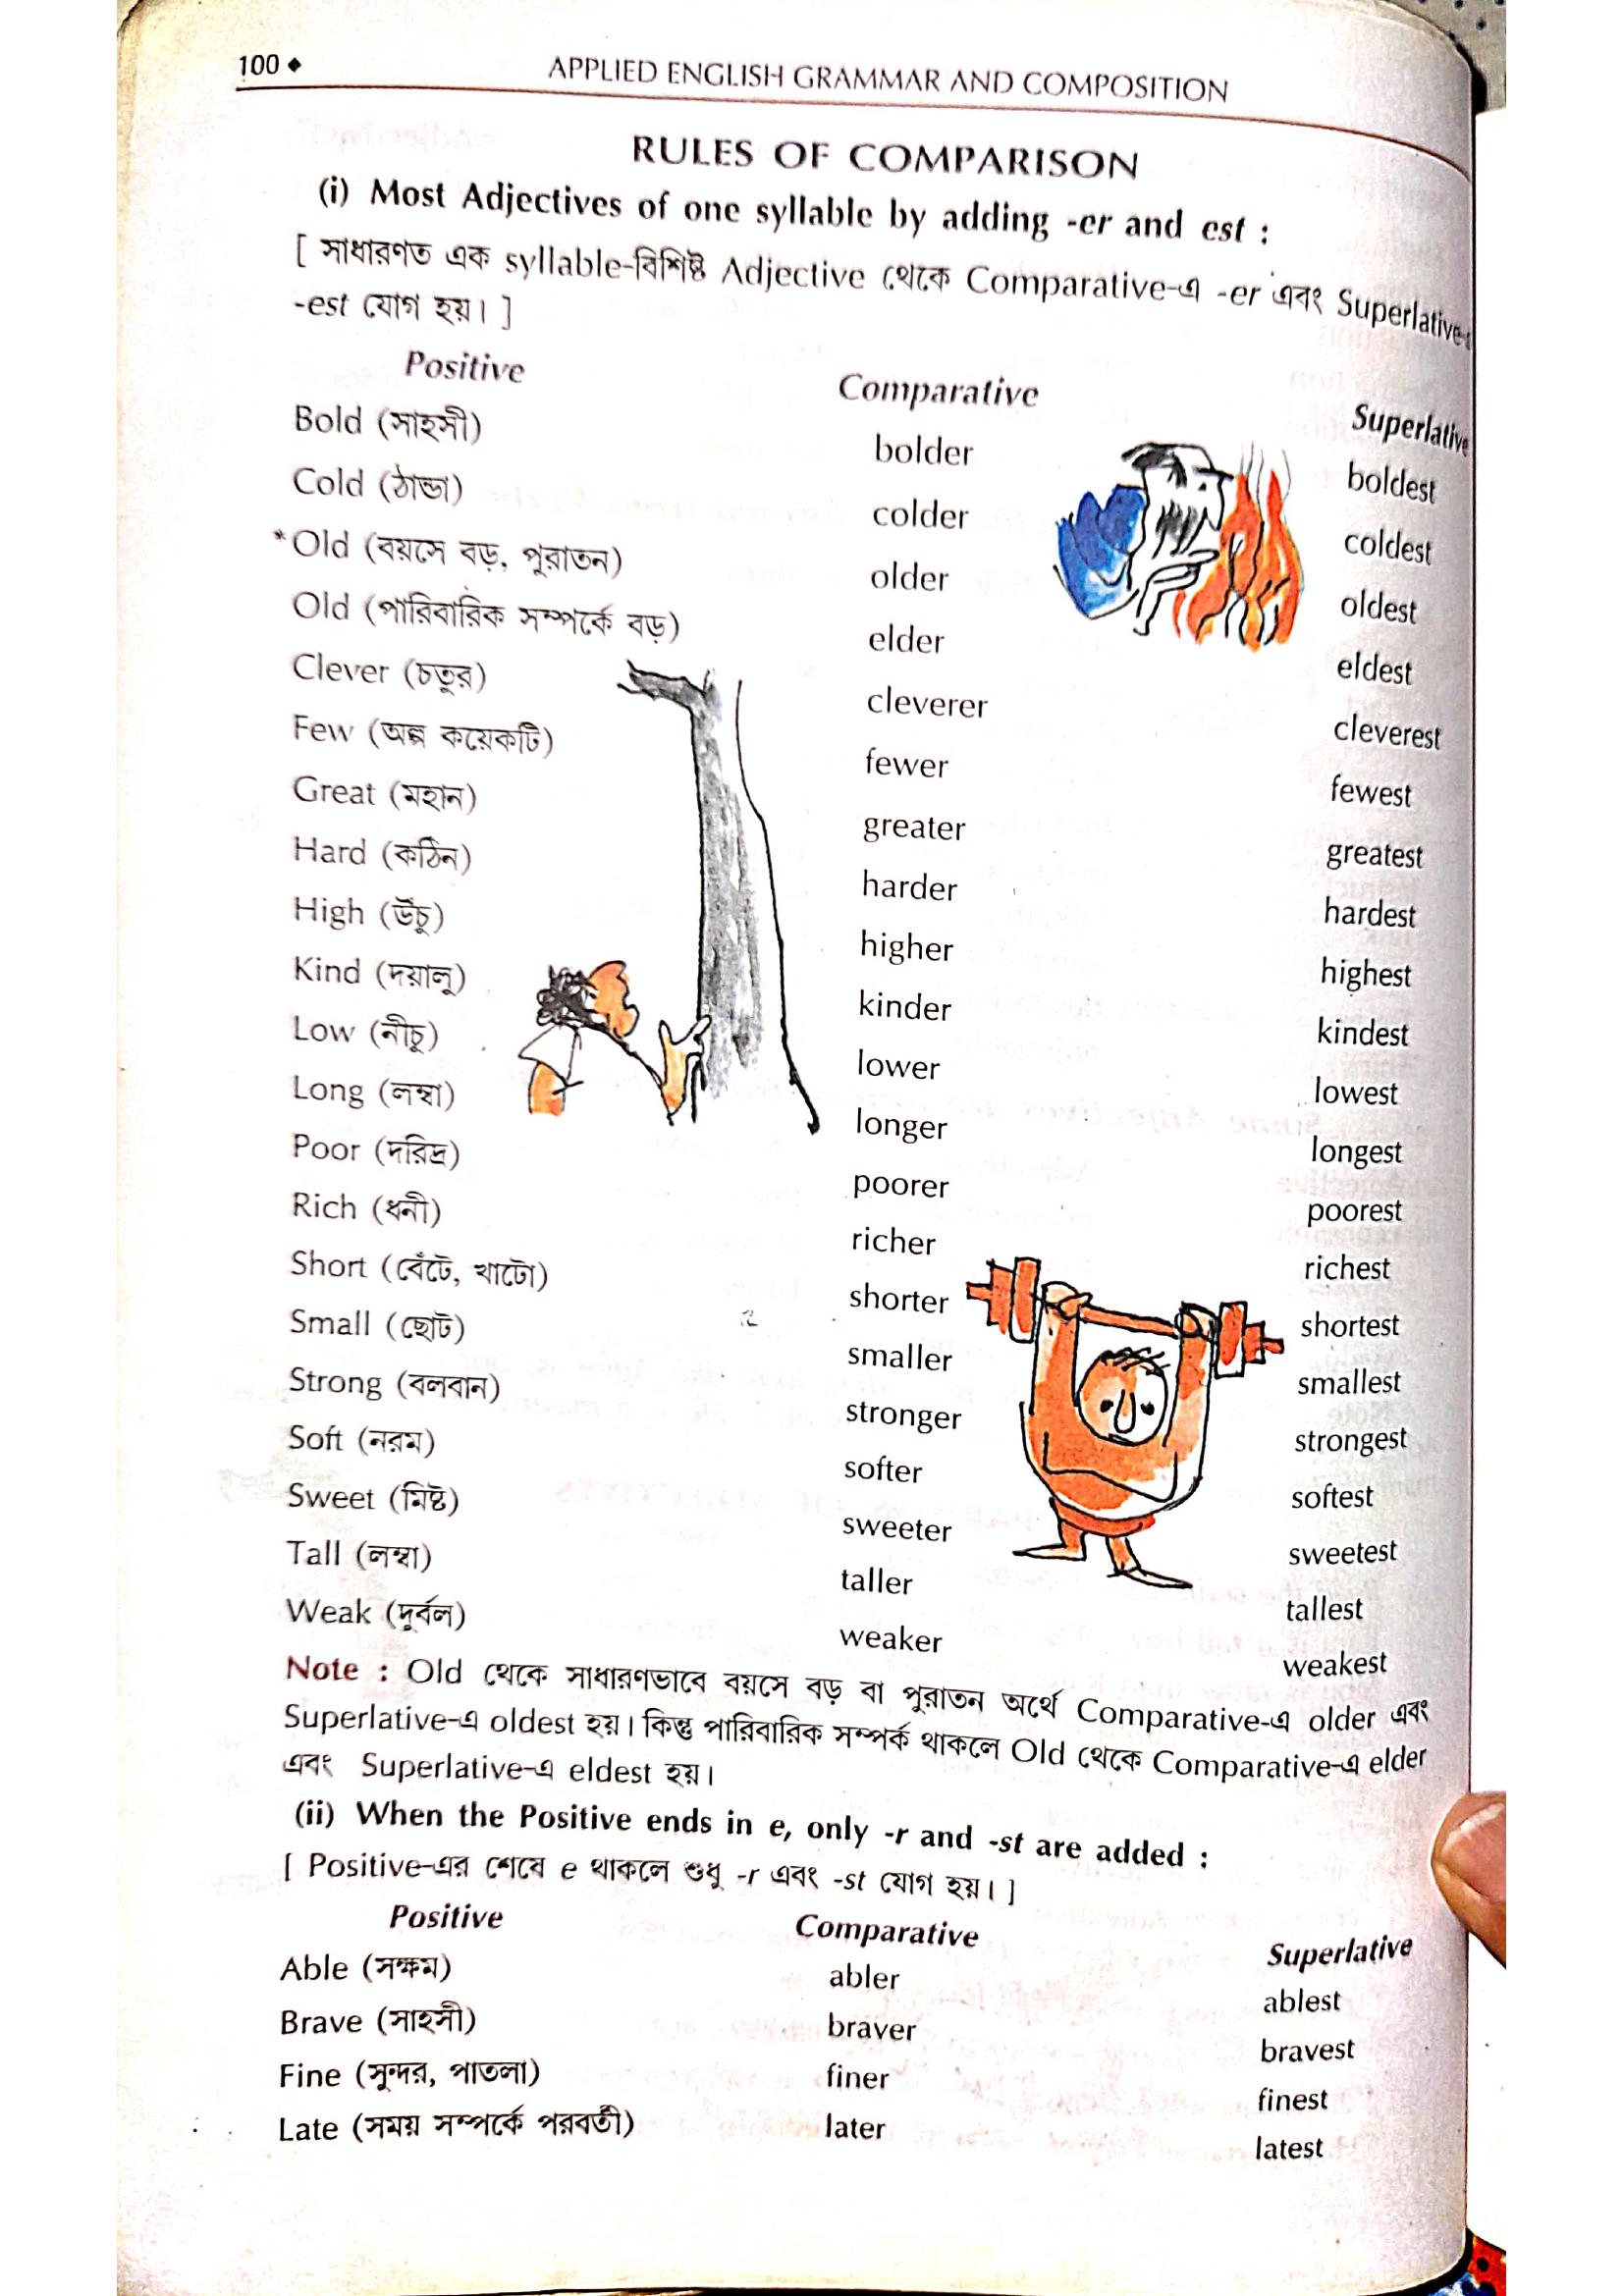 100 ◆ APPLIED ENGLISH GRAMMAR AND COMPOSITION
RULES OF COMPARISON
(i) Most Adjectives of one syllable by adding -er and est :
[ সাধারণত এক syllable-বিশিষ্ট Adjective থেকে Comparative-এ -er এবং Superlative-
-est যোগ হয়। ]
Positive Comparative Superlative
Bold (সাহসী) bolder boldest
Cold (ঠান্ডা) colder coldest
*Old (বয়সে বড়, পুরাতন) older oldest
Old (পারিবারিক সম্পর্কে বড়) elder eldest
Clever (চতুর) cleverer cleverest
Few (অল্প কয়েকটি) fewer fewest
Great (মহান) greater greatest
Hard (কঠিন) harder hardest
High (উঁচু) higher highest
Kind (দয়ালু) kinder kindest
Low (নীচু) lower lowest
Long (লম্বা) longer longest
Poor (দরিদ্র) poorer poorest
Rich (ধনী) richer richest
Short (বেঁটে, খাটো) shorter shortest
Small (ছোট) smaller smallest
Strong (বলবান) stronger strongest
Soft (নরম) softer softest
Sweet (মিষ্ট) sweeter sweetest
Tall (লম্বা) taller tallest
Weak (দুর্বল) weaker weakest
Note : Old থেকে সাধারণভাবে বয়সে বড় বা পুরাতন অর্থে Comparative-এ older এবং
Superlative-এ oldest হয়। কিন্তু পারিবারিক সম্পর্ক থাকলে Old থেকে Comparative-এ elder
এবং Superlative-এ eldest হয়।
(ii) When the Positive ends in e, only -r and -st are added :
[ Positive-এর শেষে e থাকলে শুধু -r এবং -st যোগ হয়। ]
Positive Comparative Superlative
Able (সক্ষম) abler ablest
Brave (সাহসী) braver bravest
Fine (সুন্দর, পাতলা) finer finest
Late (সময় সম্পর্কে পরবর্তী) later latest